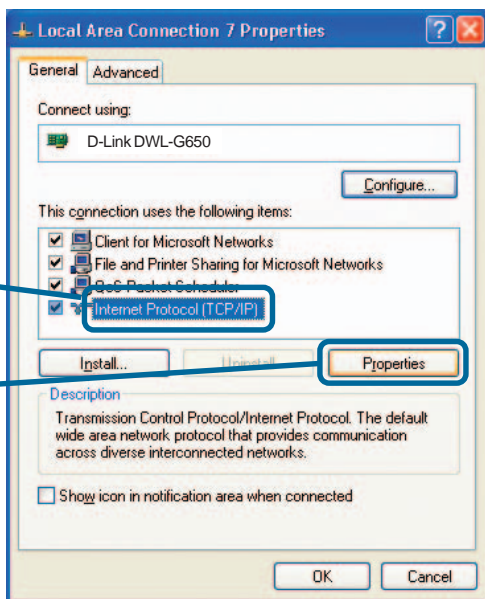 Local Area Connection 7 Properties
General Advanced
Connect using:
D-Link DWL-G650
Configure...
This connection uses the following items:
Client for Microsoft Networks
File and Printer Sharing for Microsoft Networks
QoS Packet Scheduler
Internet Protocol (TCP/IP)
Install... Uninstall Properties
Description
Transmission Control Protocol/Internet Protocol. The default
wide area network protocol that provides communication
across diverse interconnected networks.
Show icon in notification area when connected
OK Cancel